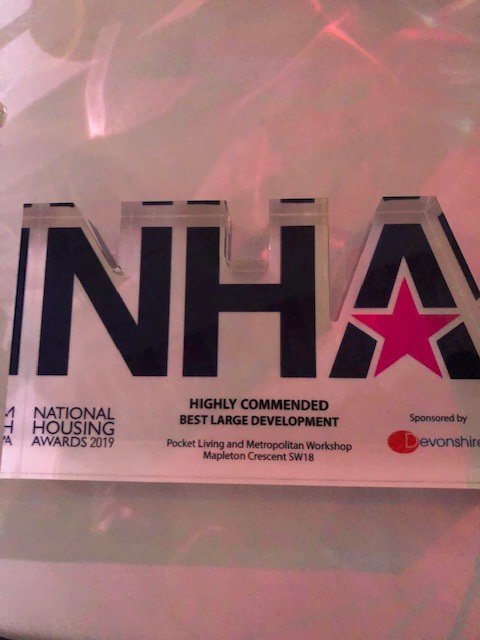 NHA
NATIONAL
HOUSING
AWARDS 2019
HIGHLY COMMENDED
BEST LARGE DEVELOPMENT
Pocket Living and Metropolitan Workshop
Mapleton Crescent SW18
Sponsored by
Devonshire